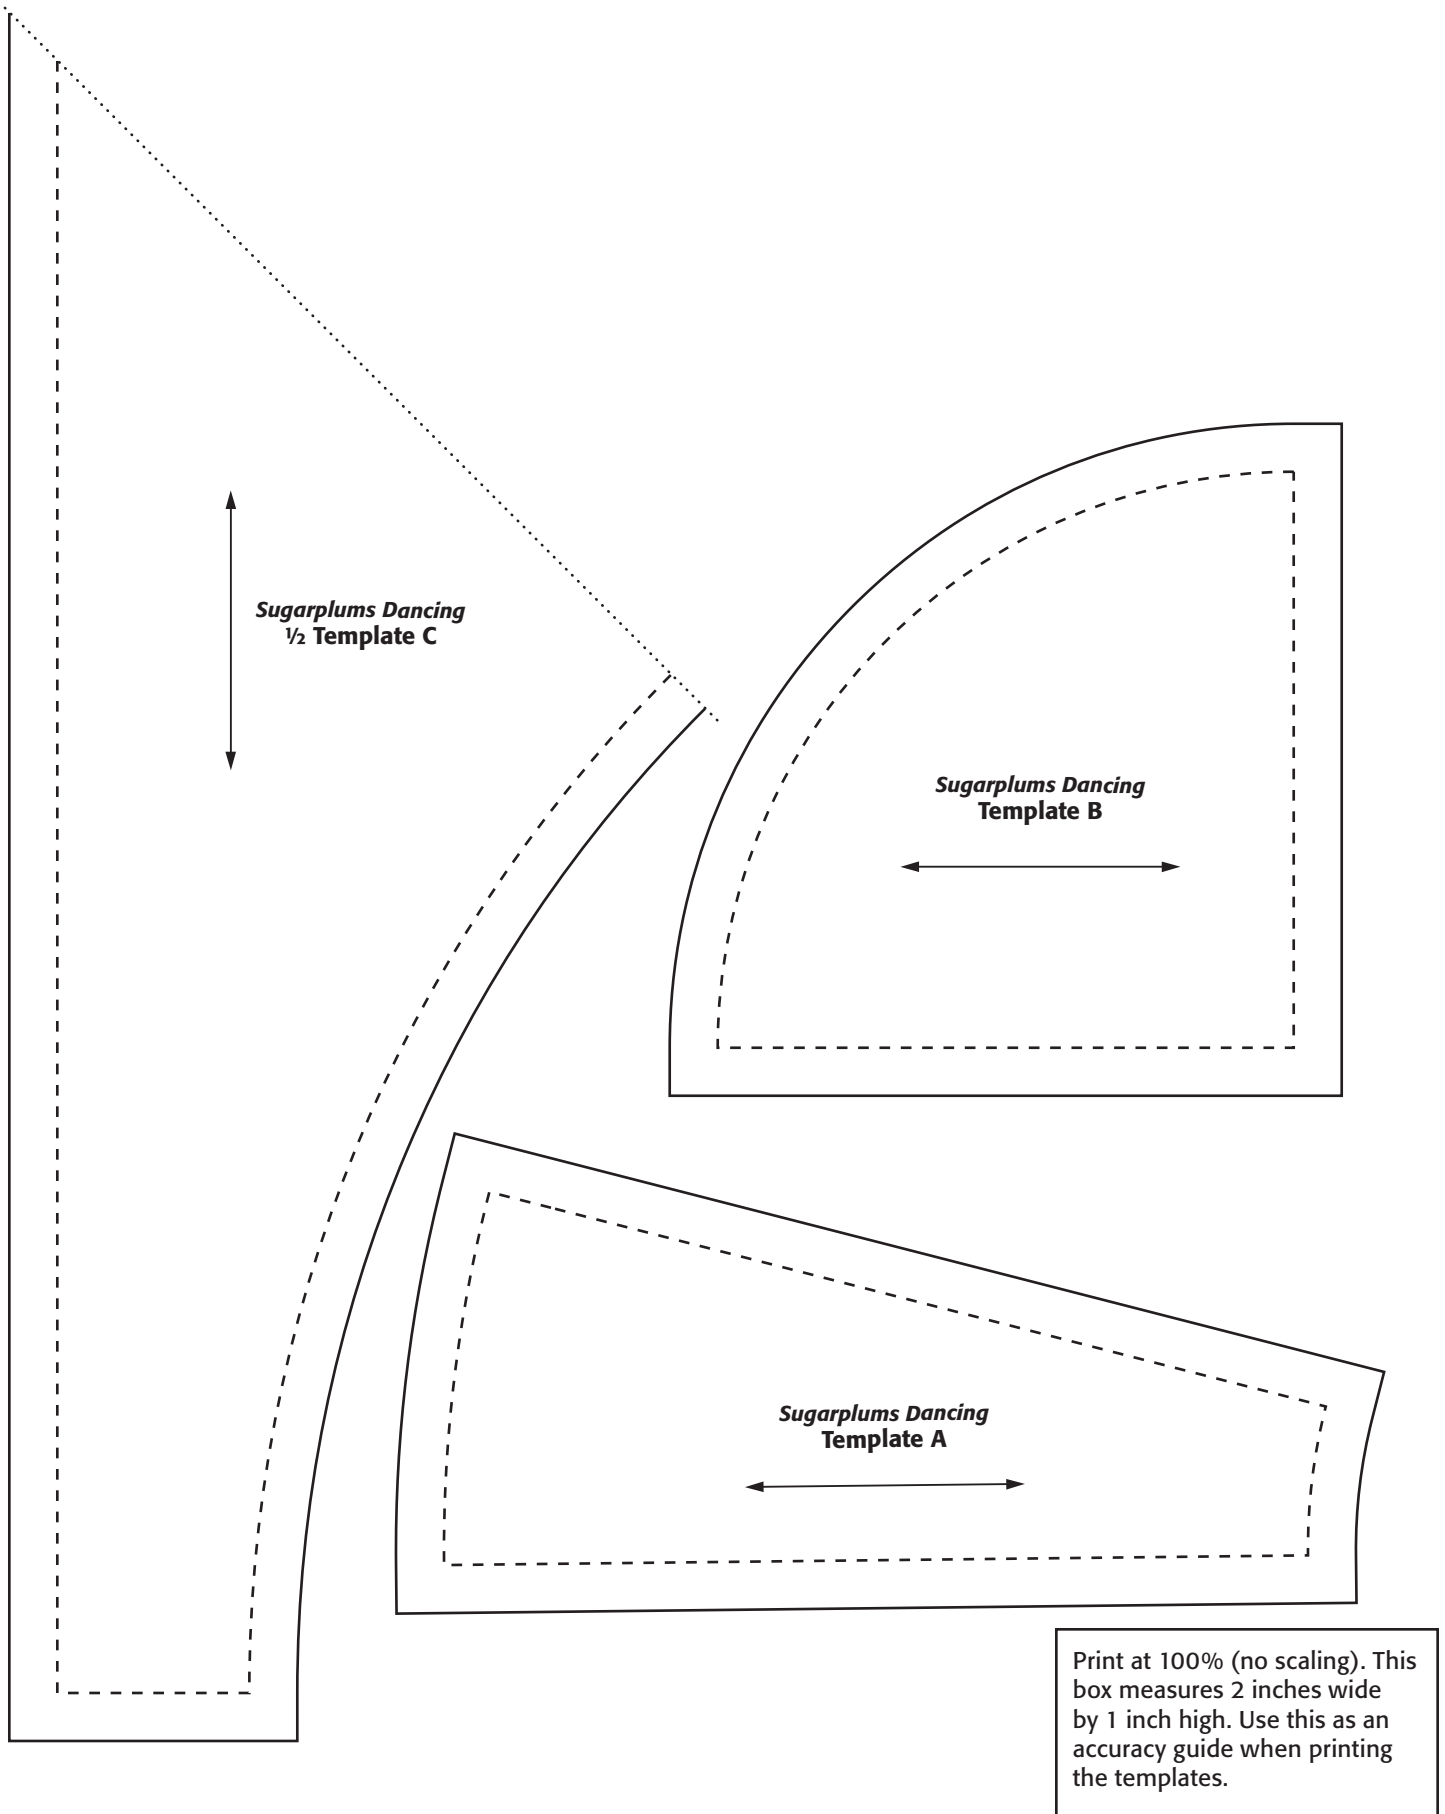 Sugarplums Dancing
½ Template C
Sugarplums Dancing
Template B
Sugarplums Dancing
Template A
Print at 100% (no scaling). This
box measures 2 inches wide
by 1 inch high. Use this as an
accuracy guide when printing
the templates.